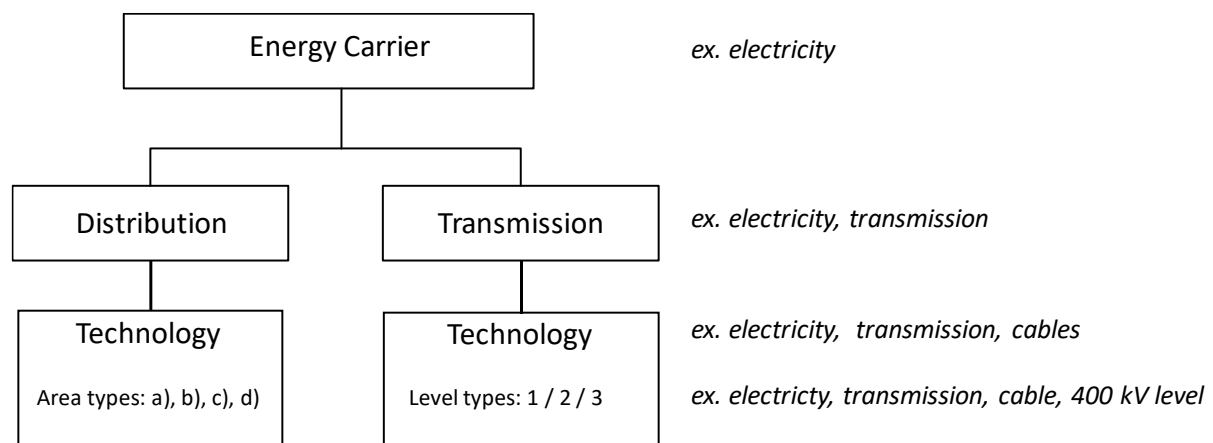 Energy Carrier
ex. electricity
Distribution
Transmission
ex. electricity, transmission
Technology
Technology
ex. electricity,  transmission, cables
Area types: a), b), c), d)
Level types: 1 / 2 / 3
ex. electricty, transmission, cable, 400 kV level